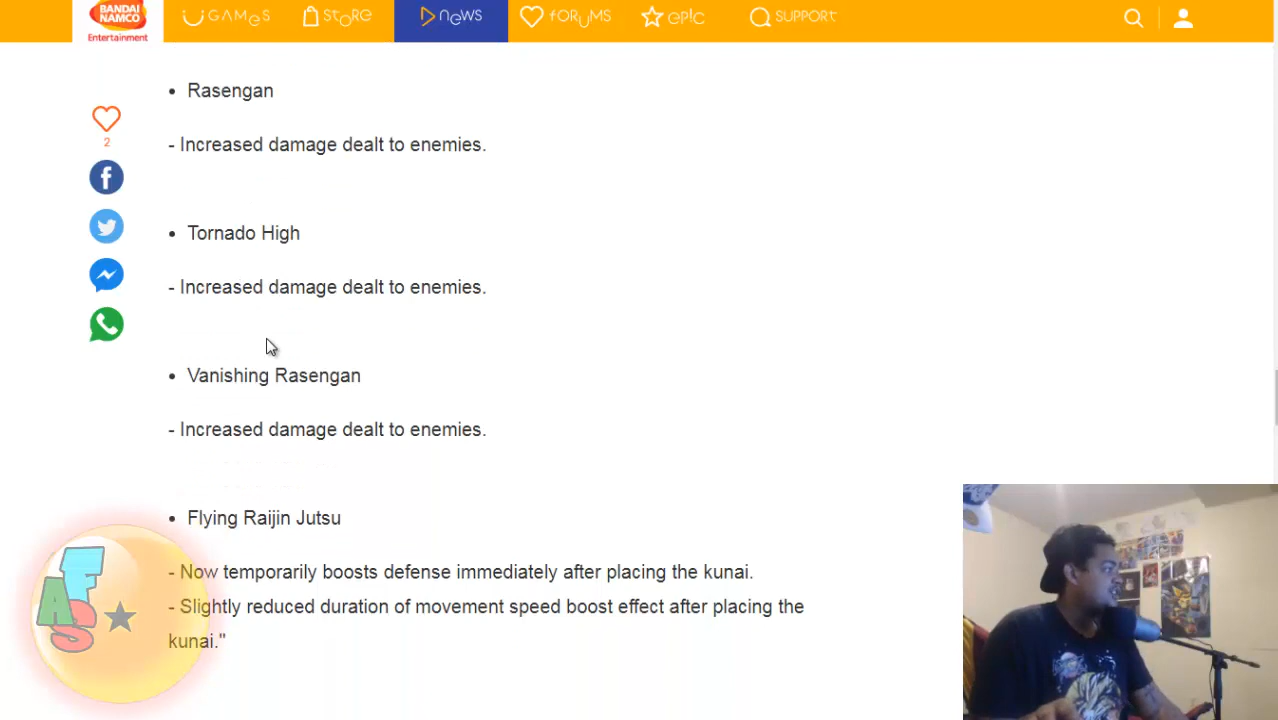 BANDAI
NAMCO
Entertainment
GAMES
STORE
NEWS
FORUMS
EPIC
SUPPORT
• Rasengan
2
- Increased damage dealt to enemies.
• Tornado High
- Increased damage dealt to enemies.
• Vanishing Rasengan
- Increased damage dealt to enemies.
• Flying Raijin Jutsu
- Now temporarily boosts defense immediately after placing the kunai.
- Slightly reduced duration of movement speed boost effect after placing the
kunai."
AFS